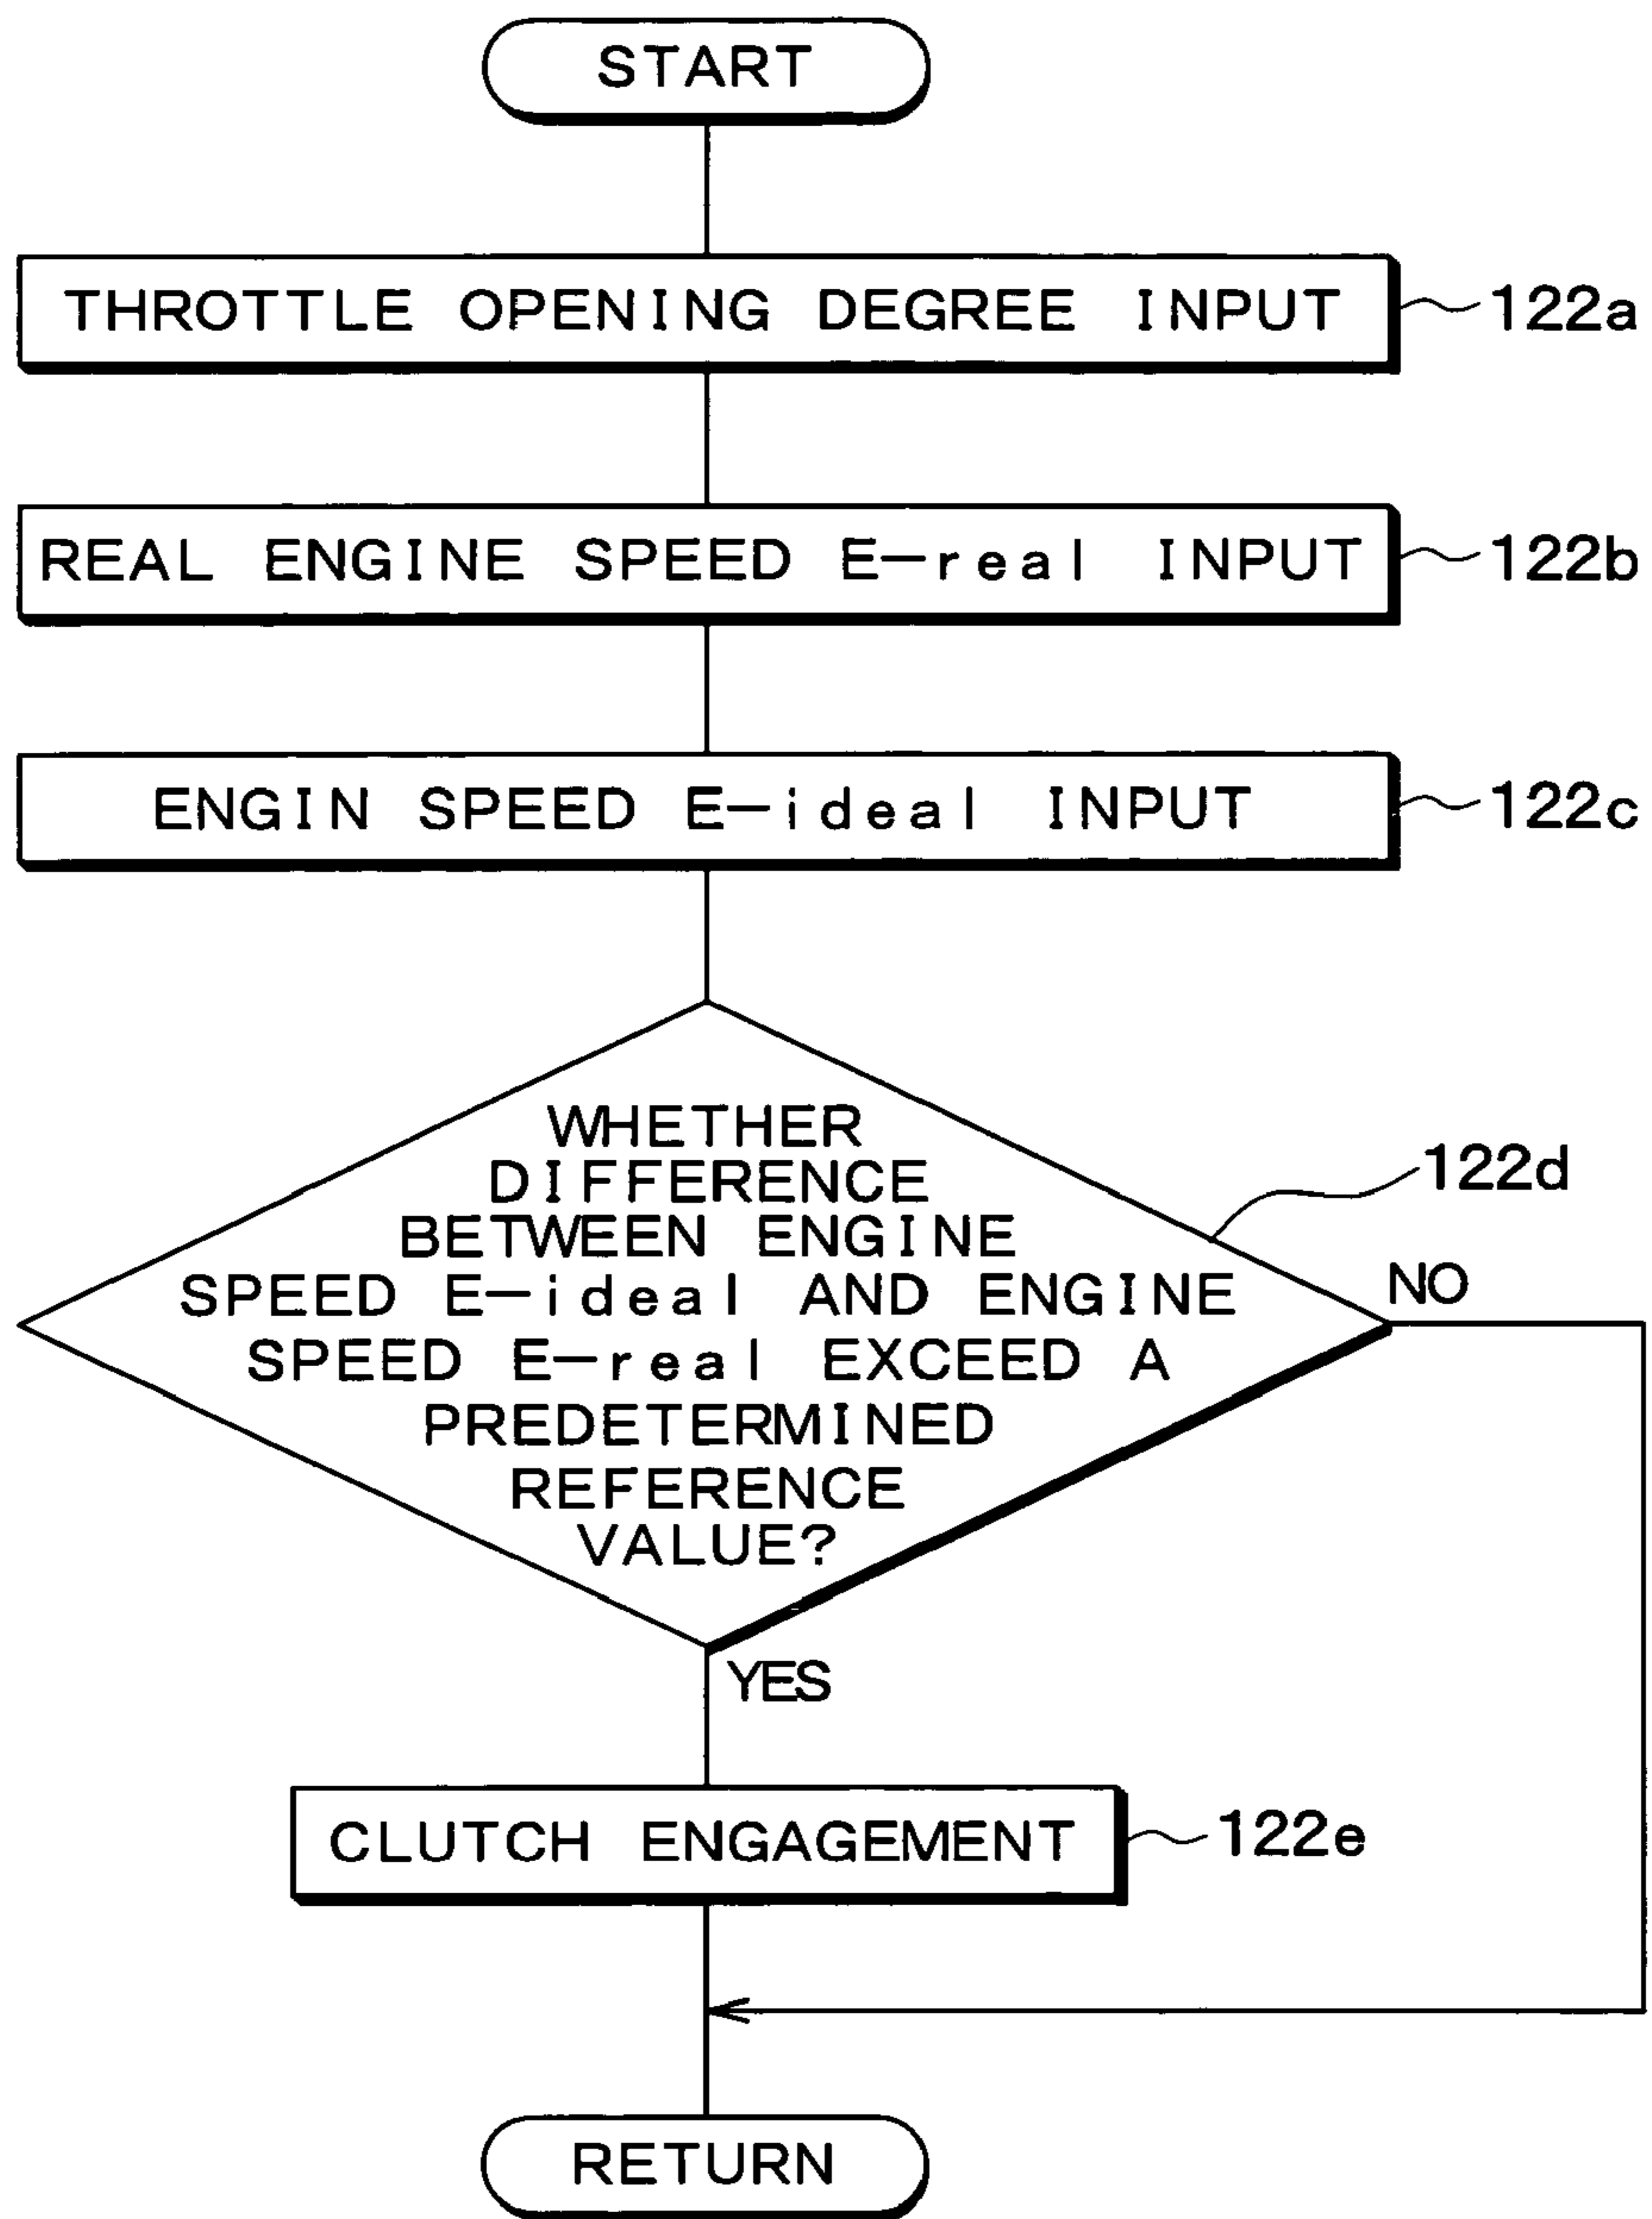 START
THROTTLE OPENING DEGREE INPUT
122a
REAL ENGINE SPEED E-real INPUT
122b
ENGIN SPEED E-ideal INPUT
122c
WHETHER
DIFFERENCE
BETWEEN ENGINE
SPEED E-ideal AND ENGINE
SPEED E-real EXCEED A
PREDETERMINED
REFERENCE
VALUE?
122d
NO
YES
CLUTCH ENGAGEMENT
122e
RETURN